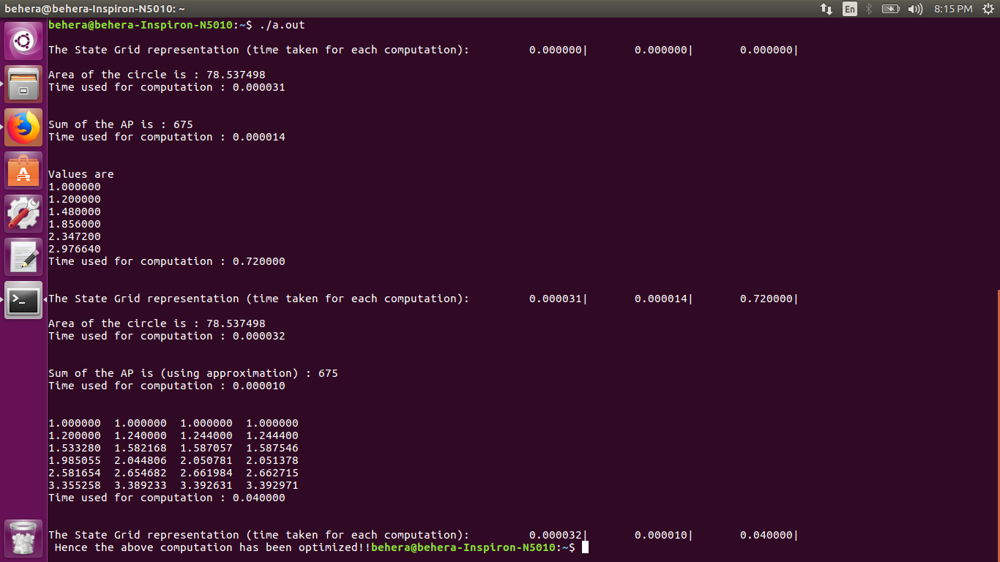 behera@behera-Inspiron-N5010: ~
En
8:15 PM
behera@behera-Inspiron-N5010:~$ ./a.out
The State Grid representation (time taken for each computation): 0.000000| 0.000000| 0.000000|
Area of the circle is : 78.537498
Time used for computation : 0.000031
Sum of the AP is : 675
Time used for computation : 0.000014
Values are
1.000000
1.200000
1.480000
1.856000
2.347200
2.976640
Time used for computation : 0.720000
The State Grid representation (time taken for each computation): 0.000031| 0.000014| 0.720000|
Area of the circle is : 78.537498
Time used for computation : 0.000032
Sum of the AP is (using approximation) : 675
Time used for computation : 0.000010
1.000000 1.000000 1.000000 1.000000
1.200000 1.240000 1.244000 1.244400
1.533280 1.582168 1.587057 1.587546
1.985055 2.044806 2.050781 2.051378
2.581654 2.654682 2.661984 2.662715
3.355258 3.389233 3.392631 3.392971
Time used for computation : 0.040000
The State Grid representation (time taken for each computation): 0.000032| 0.000010| 0.040000|
Hence the above computation has been optimized!!behera@behera-Inspiron-N5010:~$